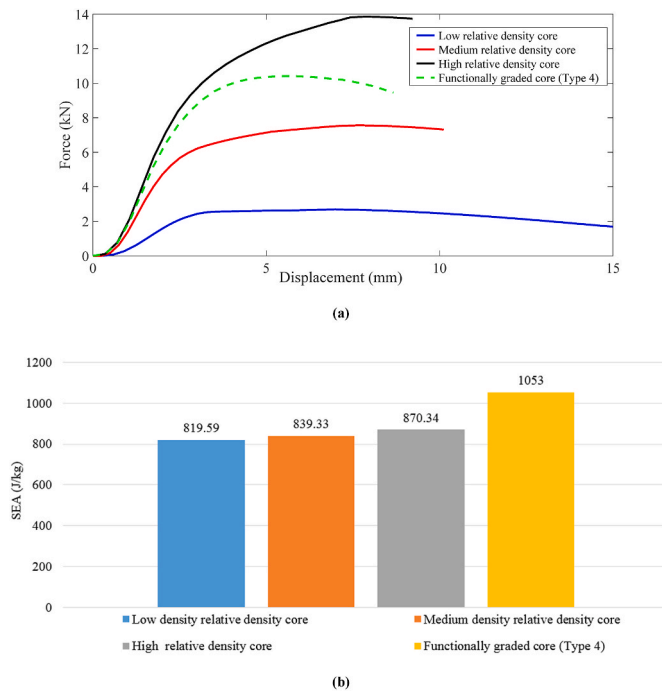 14
12
10
8
6
4
2
0
Force (kN)
Low relative density core
Medium relative density core
High relative density core
Functionally graded core (Type 4)
0
5
10
15
Displacement (mm)
(a)
1200
1000
800
600
400
200
0
SEA (J/kg)
819.59
839.33
870.34
1053
Low density relative density core
Medium density relative density core
High relative density core
Functionally graded core (Type 4)
(b)